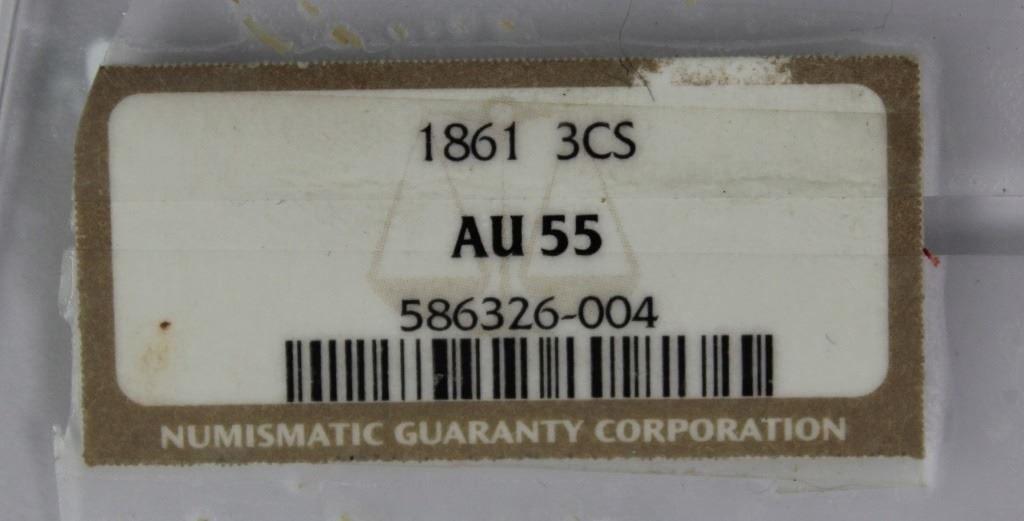 1861 3CS
AU 55
586326-004
NUMISMATIC GUARANTY CORPORATION